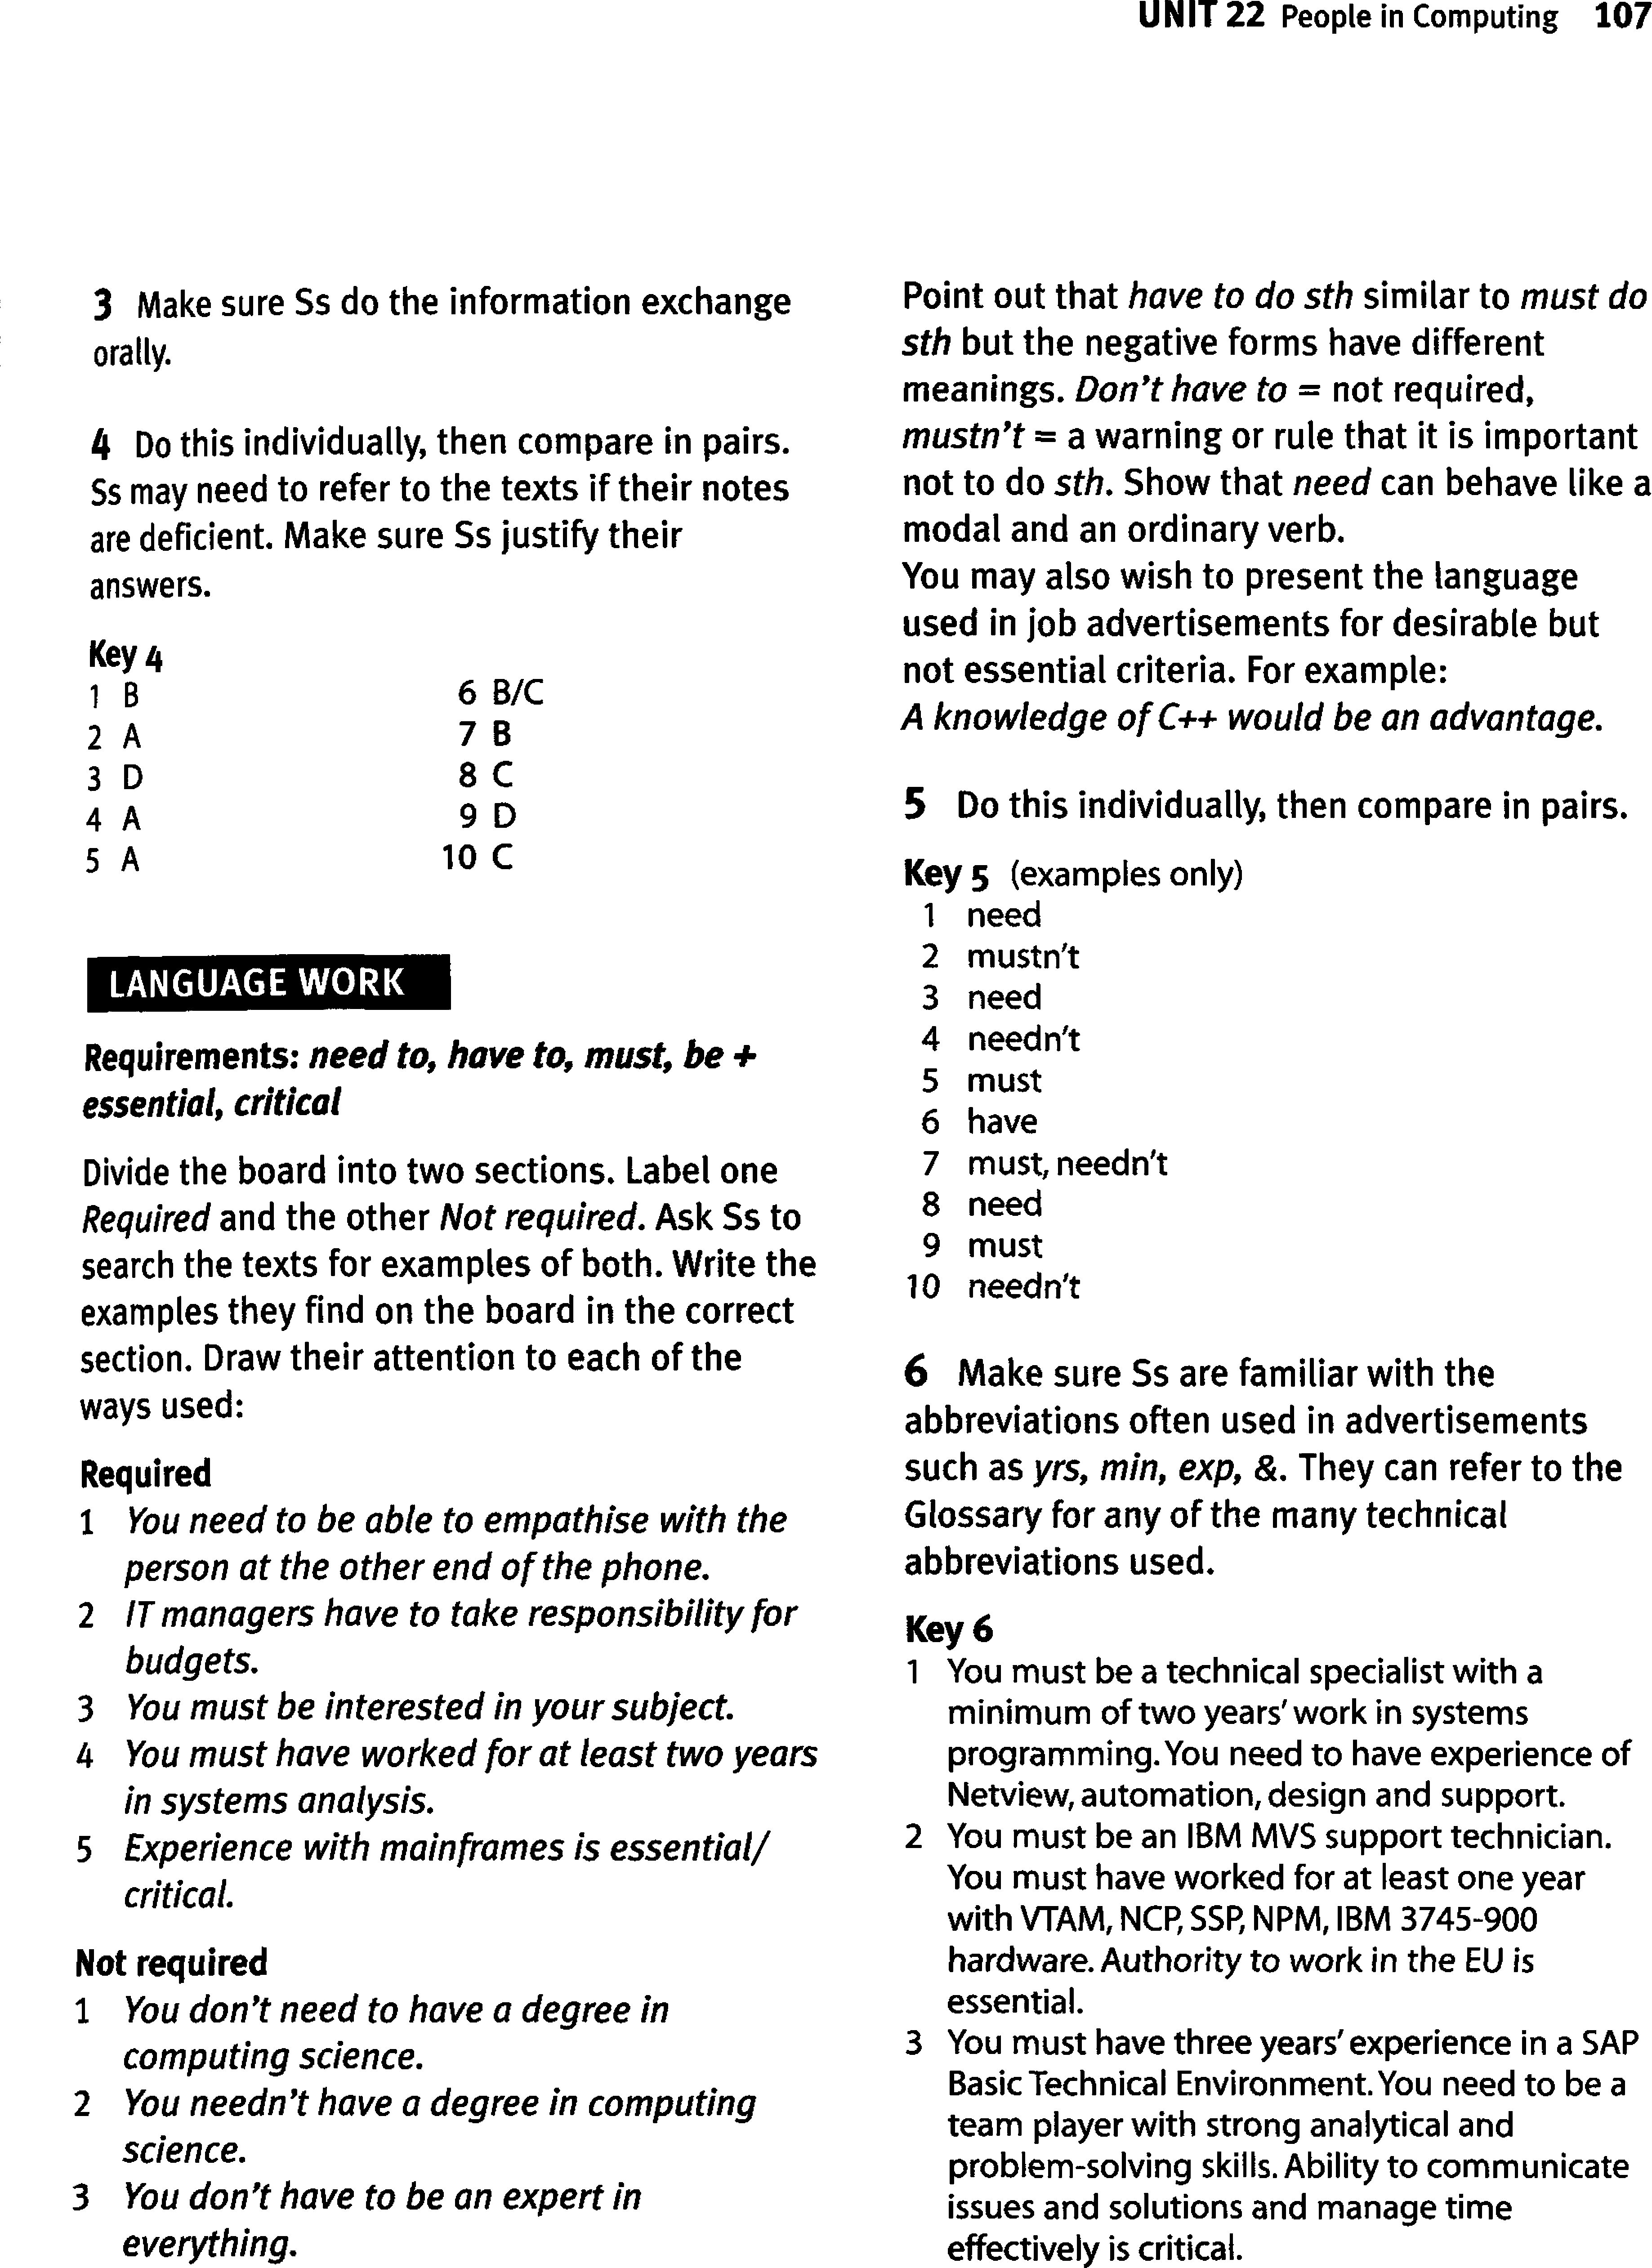 UNIT 22 People in Computing 107
3 Make sure Ss do the information exchange
orally.
4 Do this individually, then compare in pairs.
Ss may need to refer to the texts if their notes
are deficient. Make sure Ss justify their
answers.
Key 4
1 B
2 A
3 D
4 A
5 A
6 B/C
7 B
8 C
9 D
10 C
LANGUAGE WORK
Requirements: need to, have to, must, be +
essential, critical
Divide the board into two sections. Label one
Required and the other Not required. Ask Ss to
search the texts for examples of both. Write the
examples they find on the board in the correct
section. Draw their attention to each of the
ways used:
Required
1 You need to be able to empathise with the
person at the other end of the phone.
2 IT managers have to take responsibility for
budgets.
3 You must be interested in your subject.
4 You must have worked for at least two years
in systems analysis.
5 Experience with mainframes is essential/
critical.
Not required
1 You don't need to have a degree in
computing science.
2 You needn't have a degree in computing
science.
3 You don't have to be an expert in
everything.
Point out that have to do sth similar to must do
sth but the negative forms have different
meanings. Don't have to = not required,
mustn't = a warning or rule that it is important
not to do sth. Show that need can behave like a
modal and an ordinary verb.
You may also wish to present the language
used in job advertisements for desirable but
not essential criteria. For example:
A knowledge of C++ would be an advantage.
5 Do this individually, then compare in pairs.
Key 5 (examples only)
1 need
2 mustn't
3 need
4 needn't
5 must
6 have
7 must, needn't
8 need
9 must
10 needn't
6 Make sure Ss are familiar with the
abbreviations often used in advertisements
such as yrs, min, exp, &. They can refer to the
Glossary for any of the many technical
abbreviations used.
Key 6
1 You must be a technical specialist with a
minimum of two years' work in systems
programming. You need to have experience of
Netview, automation, design and support.
2 You must be an IBM MVS support technician.
You must have worked for at least one year
with VTAM, NCP, SSP, NPM, IBM 3745-900
hardware. Authority to work in the EU is
essential.
3 You must have three years' experience in a SAP
Basic Technical Environment. You need to be a
team player with strong analytical and
problem-solving skills. Ability to communicate
issues and solutions and manage time
effectively is critical.